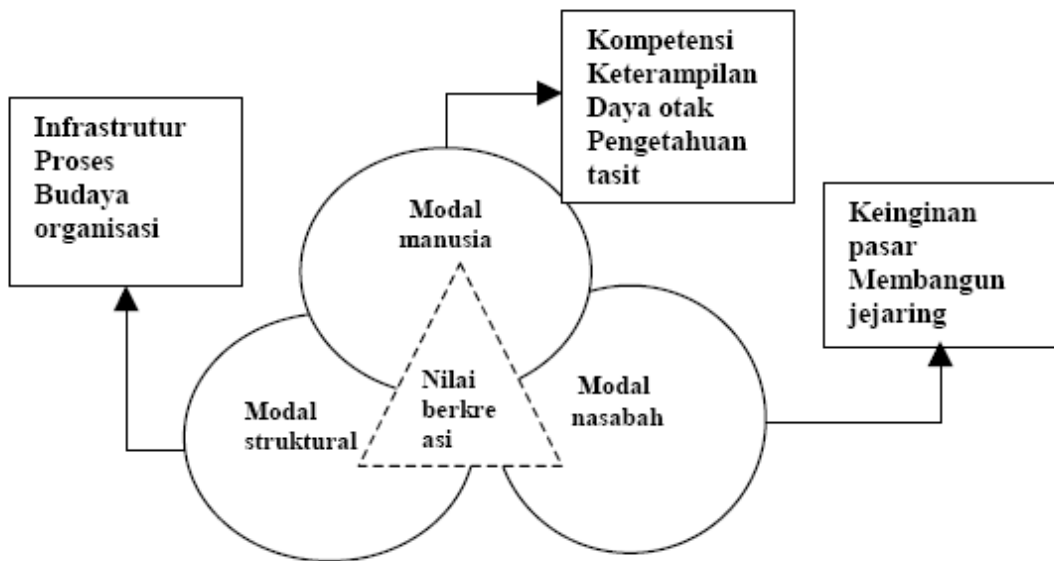 Kompetensi
Keterampilan
Daya otak
Pengetahuan
tasit
Infrastrutur
Proses
Budaya
organisasi
Keinginan
pasar
Membangun
jejaring
Modal
manusia
Nilai
berkre
asi
Modal
struktural
Modal
nasabah